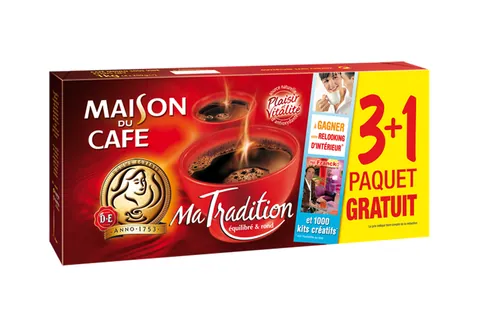 MAISON
DU
CAFE
D·E
ANNO·1753
Ma Tradition
équilibré & rond
Plaisir
Vitalité
À GAGNER
RELOOKING
D'INTÉRIEUR*
Franck
et 1000
kits créatifs*
3+1
PAQUET
GRATUIT